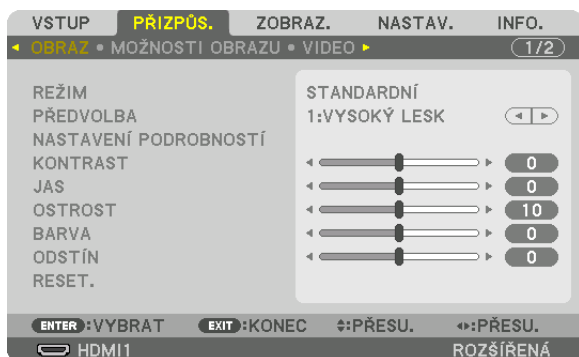 VSTUP PŘIZPŮS. ZOBRAZ. NASTAV. INFO.
OBRAZ • MOŽNOSTI OBRAZU • VIDEO 1/2
REŽIM STANDARDNÍ
PŘEDVOLBA 1:VYSOKÝ LESK
NASTAVENÍ PODROBNOSTÍ
KONTRAST 0
JAS 0
OSTROST 10
BARVA 0
ODSTÍN 0
RESET.
ENTER:VYBRAT EXIT:KONEC :PŘESU. :PŘESU.
HDMI1 ROZŠÍŘENÁ